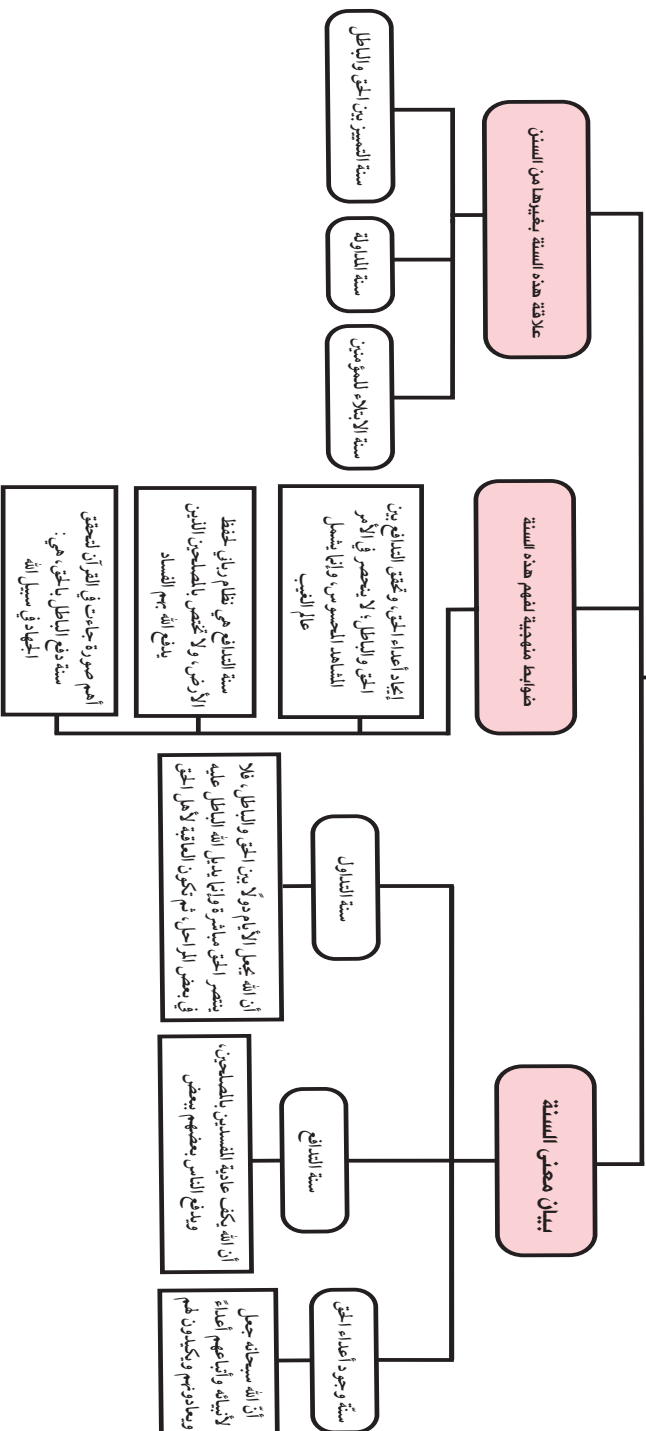 بيان معنى السنة
سنّة وجود أعداء الحق
أنّ الله سبحانه جعل
لأنبيائه وأتباعهم أعداءً
ويعادونهم ويكيدون لهم
سنة التدافع
أن الله يكف عادية المفسدين بالمصلحين،
ويدفع الناس بعضهم ببعض
سنة التداول
أن الله يجعل الأيام دولًا بين الحق والباطل، فلا
ينتصر الحق مباشرة وإنما يديل الله الباطل عليه
في بعض المراحل، ثم تكون العاقبة لأهل الحق
ضوابط منهجية لفهم هذه السنة
إيجاد أعداء الحق، وتحقق التدافع بين
الحق والباطل؛ لا ينحصر في الأمر
المشاهد المحسوس، وإنما يشمل
عالم الغيب
سنة التدافع هي نظام رباني لحفظ
الأرض، ولا تختص بالمصلحين الذين
يدفع الله بهم الفساد
أهم صورة جاءت في القرآن لتحقق
سنة دفع الباطل بالحق، هي:
الجهاد في سبيل الله
علاقة هذه السنة بغيرها من السنن
سنة الابتلاء للمؤمنين
سنة المداولة
سنة التمييز بين الحق والباطل